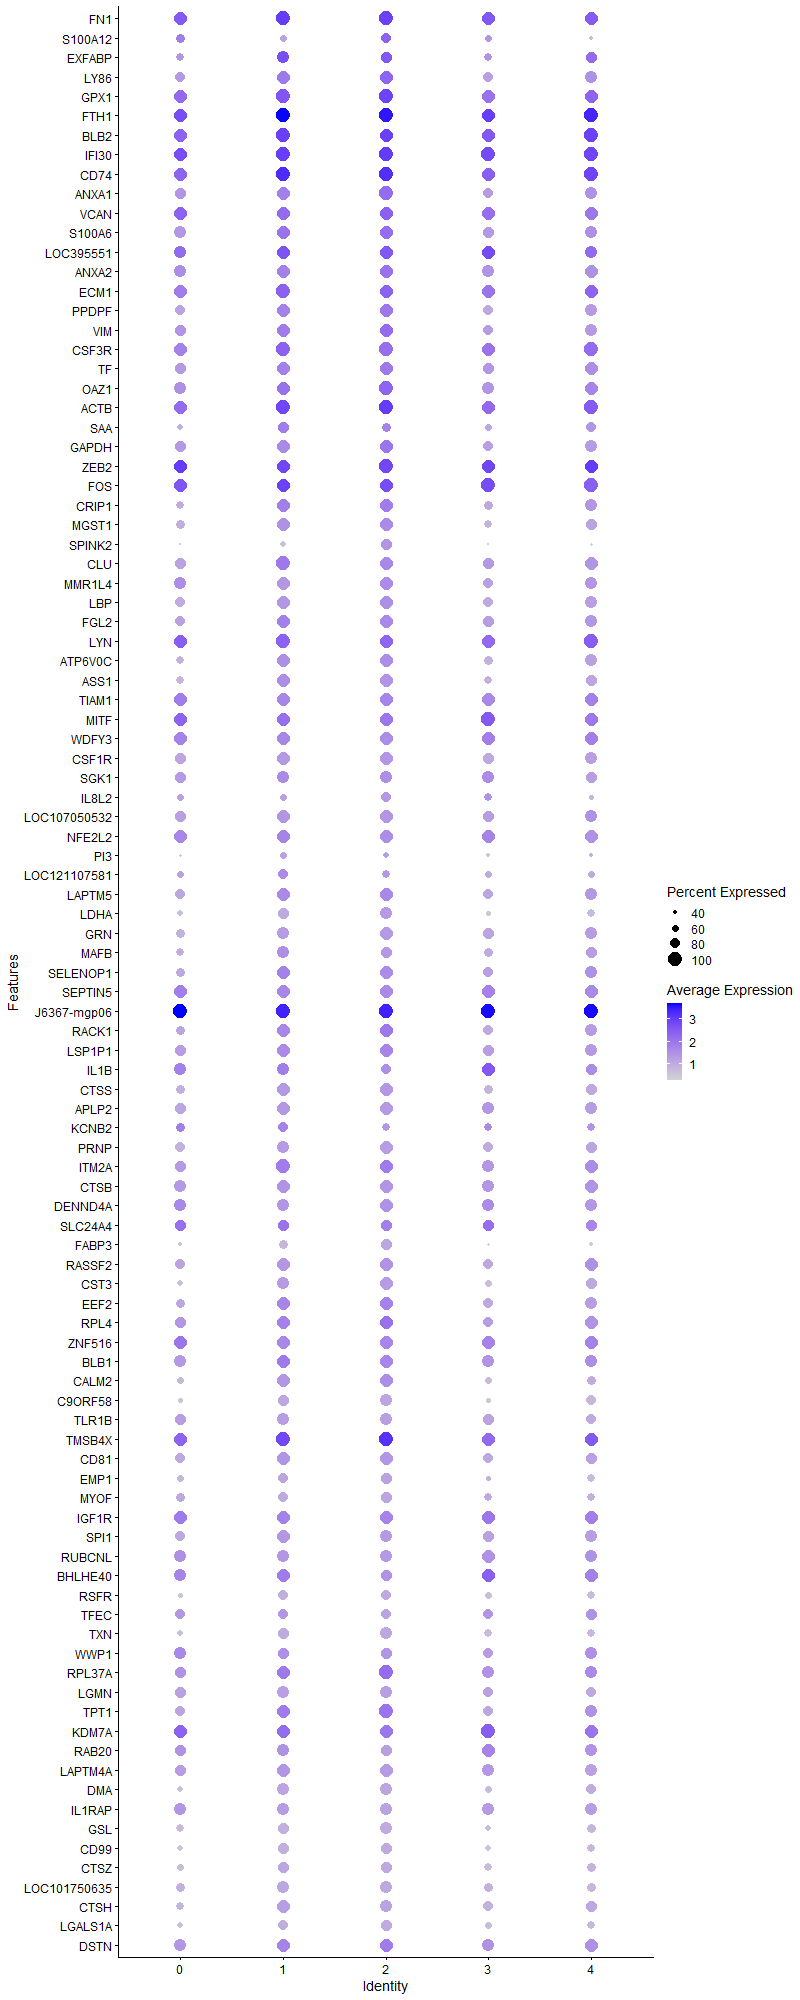 FN1
S100A12
EXFABP
LY86
GPX1
FTH1
BLB2
IFI30
CD74
ANXA1
VCAN
S100A6
LOC395551
ANXA2
ECM1
PPDPF
VIM
CSF3R
TF
OAZ1
ACTB
SAA
GAPDH
ZEB2
FOS
CRIP1
MGST1
SPINK2
CLU
MMR1L4
LBP
FGL2
LYN
ATP6V0C
ASS1
TIAM1
MITF
WDFY3
CSF1R
SGK1
IL8L2
LOC107050532
NFE2L2
PI3
LOC121107581
LAPTM5
LDHA
GRN
MAFB
SELENOP1
SEPTIN5
J6367-mgp06
RACK1
LSP1P1
IL1B
CTSS
APLP2
KCNB2
PRNP
ITM2A
CTSB
DENND4A
SLC24A4
FABP3
RASSF2
CST3
EEF2
RPL4
ZNF516
BLB1
CALM2
C9ORF58
TLR1B
TMSB4X
CD81
EMP1
MYOF
IGF1R
SPI1
RUBCNL
BHLHE40
RSFR
TFEC
TXN
WWP1
RPL37A
LGMN
TPT1
KDM7A
RAB20
LAPTM4A
DMA
IL1RAP
GSL
CD99
CTSZ
LOC101750635
CTSH
LGALS1A
DSTN
Features
0 1 2 3 4
Identity
Percent Expressed
40
60
80
100
Average Expression
3
2
1